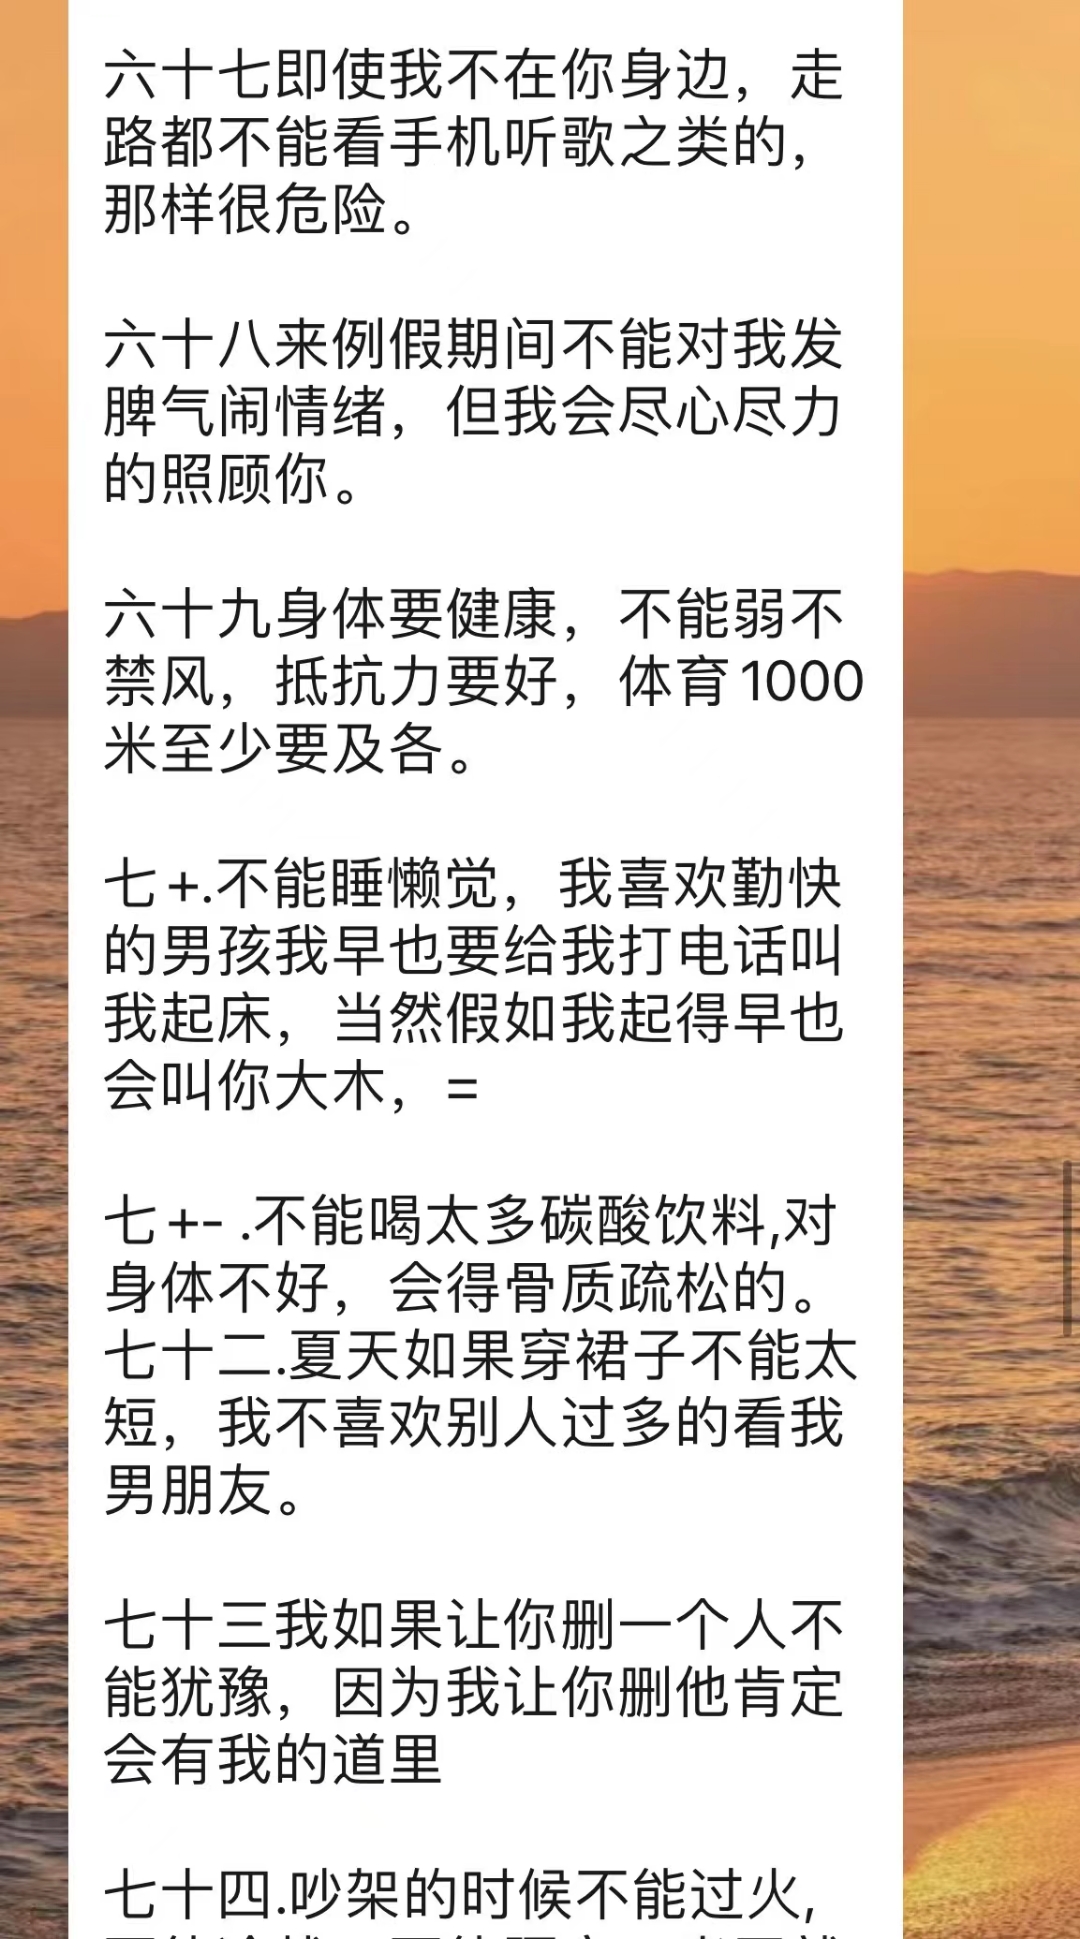 六十七即使我不在你身边，走
路都不能看手机听歌之类的，
那样很危险。
六十八来例假期间不能对我发
脾气闹情绪，但我会尽心尽力
的照顾你。
六十九身体要健康，不能弱不
禁风，抵抗力要好，体育1000
米至少要及各。
七+.不能睡懒觉，我喜欢勤快
的男孩我早也要给我打电话叫
我起床，当然假如我起得早也
会叫你大木，=
七+- .不能喝太多碳酸饮料,对
身体不好，会得骨质疏松的。
七十二.夏天如果穿裙子不能太
短，我不喜欢别人过多的看我
男朋友。
七十三我如果让你删一个人不
能犹豫，因为我让你删他肯定
会有我的道里
七十四.吵架的时候不能过火,